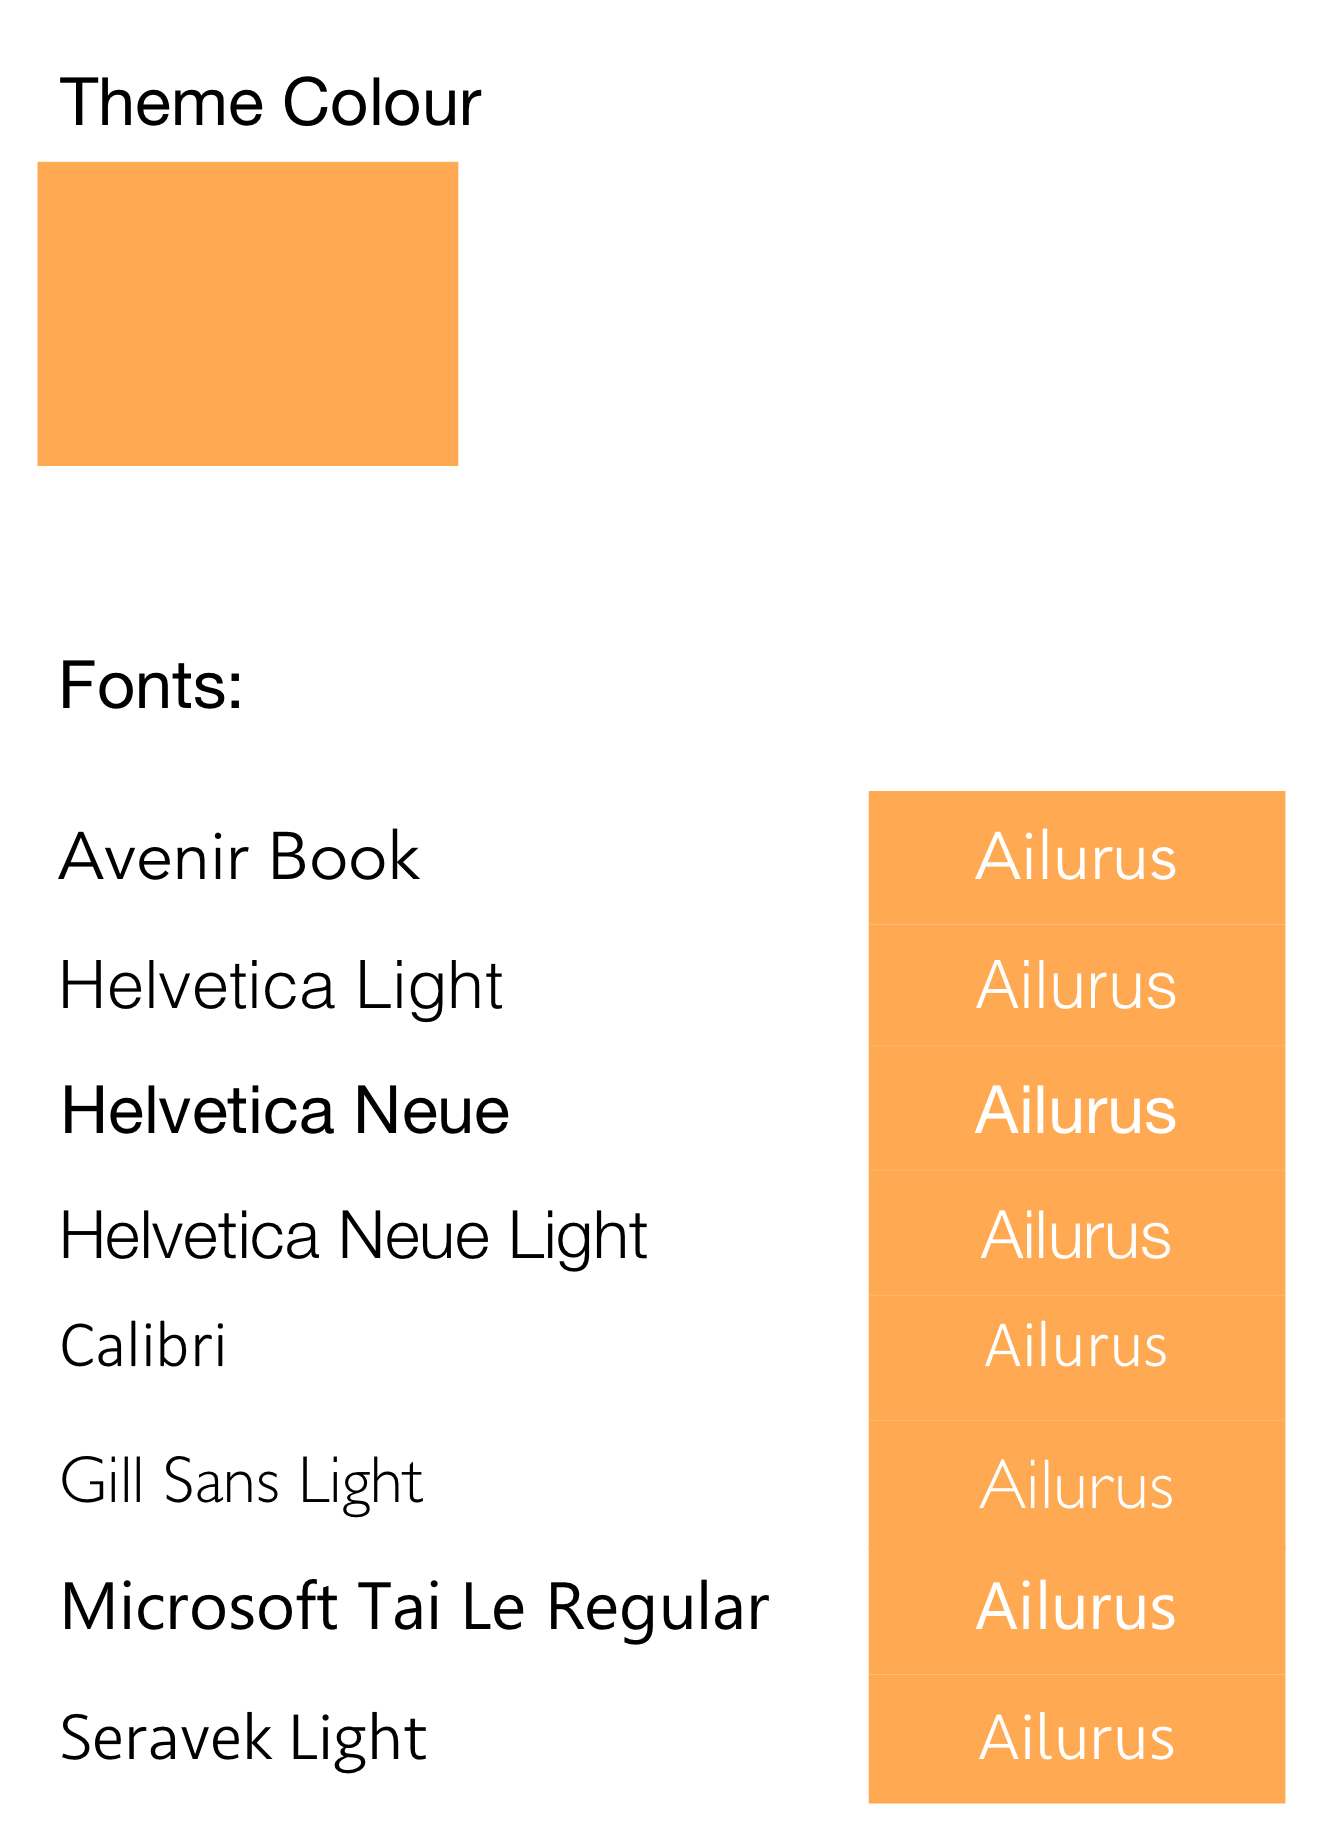 Theme Colour
Fonts:
Avenir Book Ailurus
Helvetica Light Ailurus
Helvetica Neue Ailurus
Helvetica Neue Light Ailurus
Calibri Ailurus
Gill Sans Light Ailurus
Microsoft Tai Le Regular Ailurus
Seravek Light Ailurus